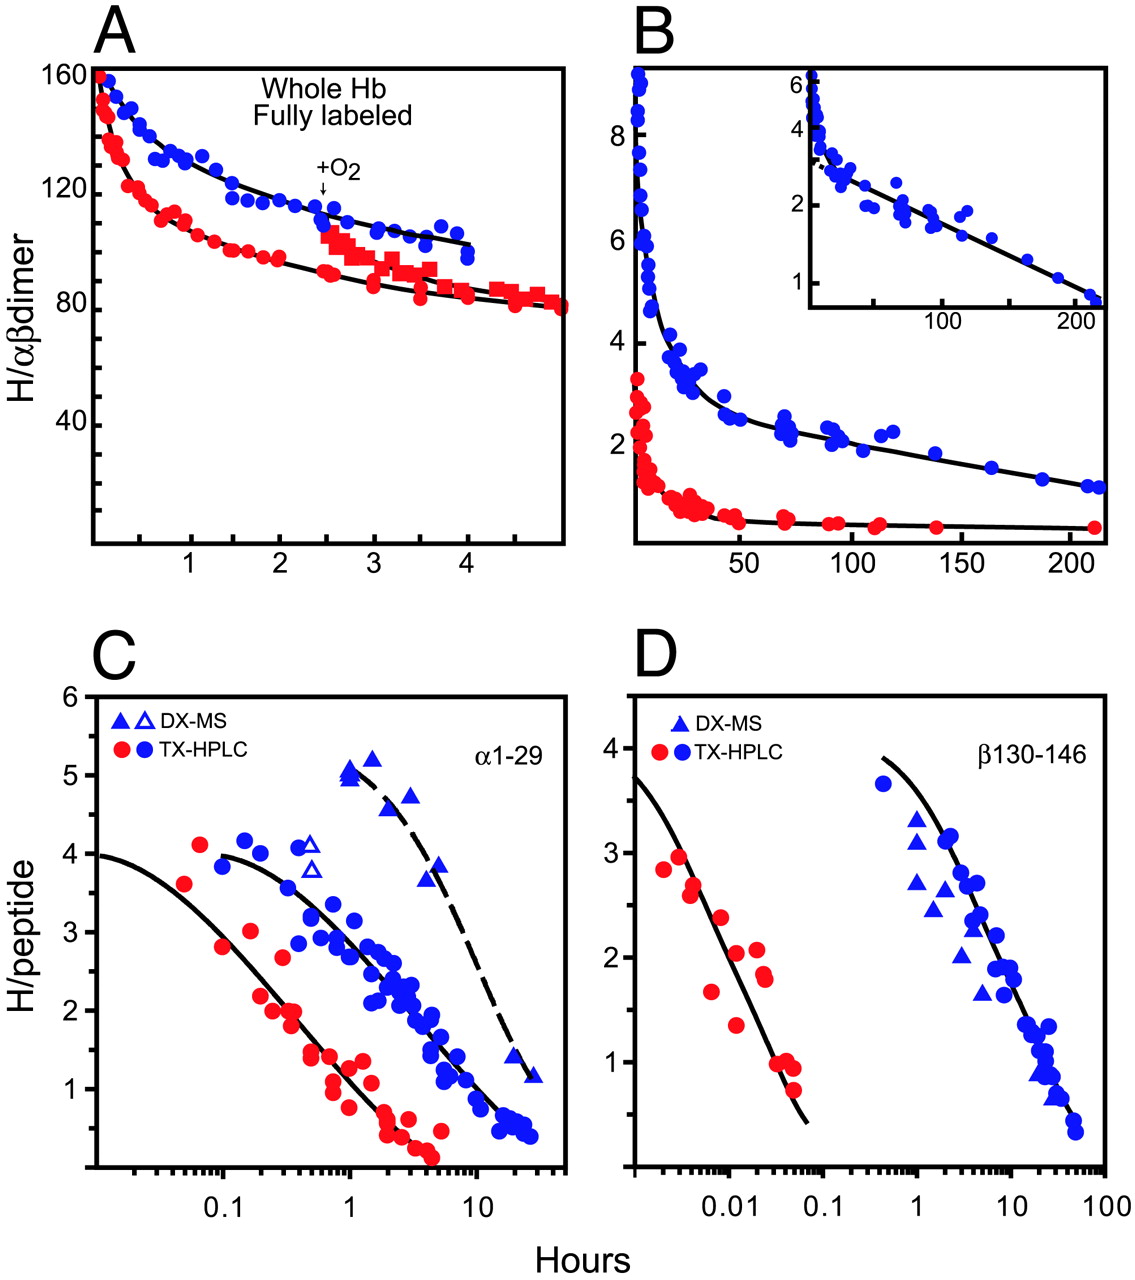 A
160
120
80
40
Whole Hb
Fully labeled
+O2
1 2 3 4
H/αβdimer
B
8
6
4
2
50 100 150 200
6
4
2
1
100 200
C
6
5
4
3
2
1
DX-MS
TX-HPLC
α1-29
0.1 1 10
H/peptide
D
4
3
2
1
DX-MS
TX-HPLC
β130-146
0.01 0.1 1 10 100
Hours